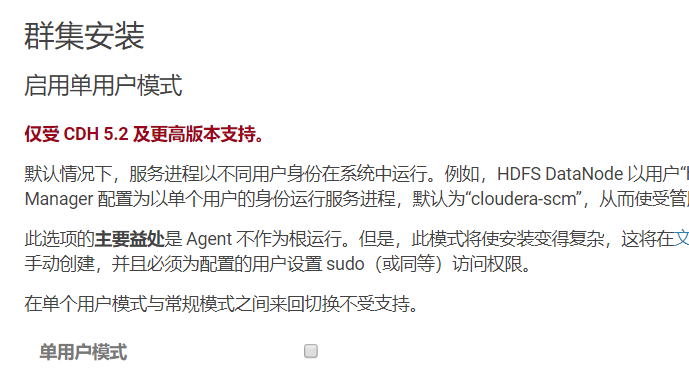 群集安装
启用单用户模式
仅受 CDH 5.2 及更高版本支持。
默认情况下，服务进程以不同用户身份在系统中运行。例如，HDFS DataNode 以用户“
Manager 配置为以单个用户的身份运行服务进程，默认为“cloudera-scm”，从而使受管
此选项的主要益处是 Agent 不作为根运行。但是，此模式将使安装变得复杂，这将在文
手动创建，并且必须为配置的用户设置 sudo（或同等）访问权限。
在单个用户模式与常规模式之间来回切换不受支持。
单用户模式